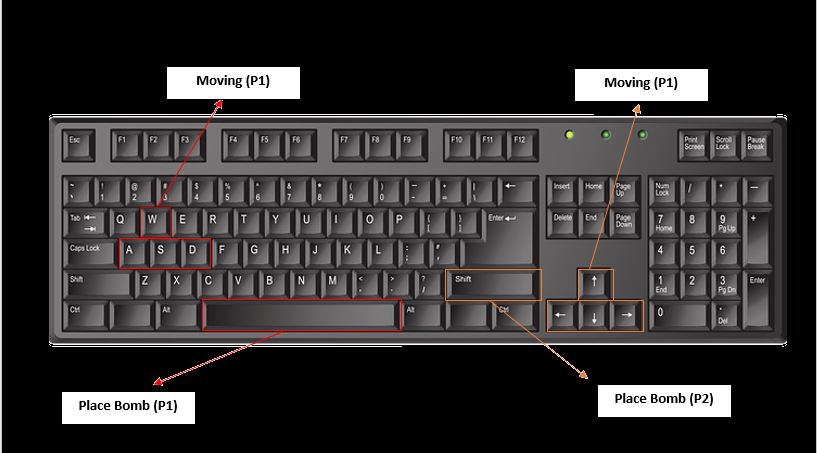 Moving (P1)
Moving (P1)
Esc F1 F2 F3 F4 F5 F6 F7 F8 F9 F10 F11 F12 Print Screen Scroll Lock Pause Break
~ ` ! 1 @ 2 # 3 $ 4 % 5 ^ 6 & 7 * 8 ( 9 ) 0 — - + = | \ ← Insert Home Page Up Num Lock / * —
Tab Q W E R T Y U I O P { [ } ] Enter Delete End Page Down 7 Home 8 9 Pg Up +
Caps Lock A S D F G H J K L : ; 4 5 6
Shift Z X C V B N M < , > . ? / Shift ↑ 1 End 2 3 Pg Dn Enter
Ctrl Alt Alt Ctrl ← ↓ → 0 . Del
Place Bomb (P1)
Place Bomb (P2)